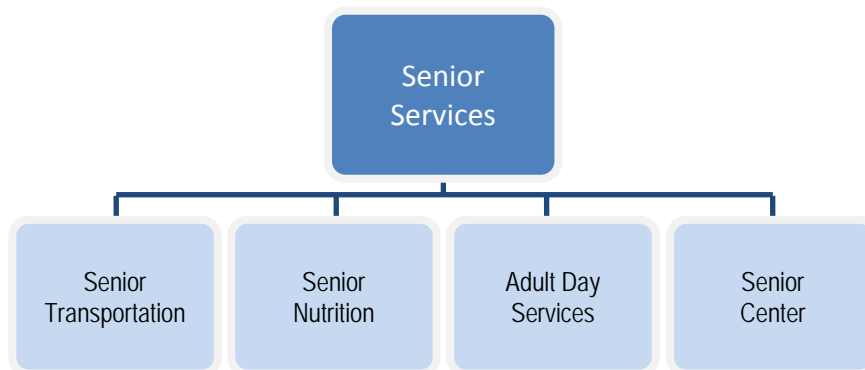 Senior
Services
Senior
Transportation
Senior
Nutrition
Adult Day
Services
Senior
Center